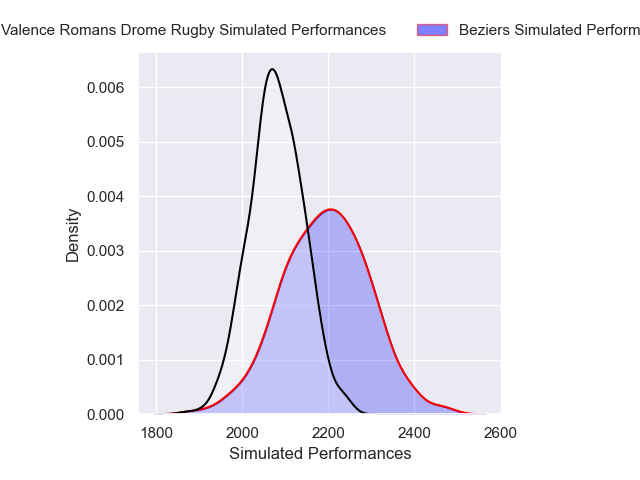 Valence Romans Drome Rugby Simulated Performances
Beziers Simulated Perform
0.006
0.005
0.004
0.003
0.002
0.001
0.000
Density
1800 2000 2200 2400 2600
Simulated Performances